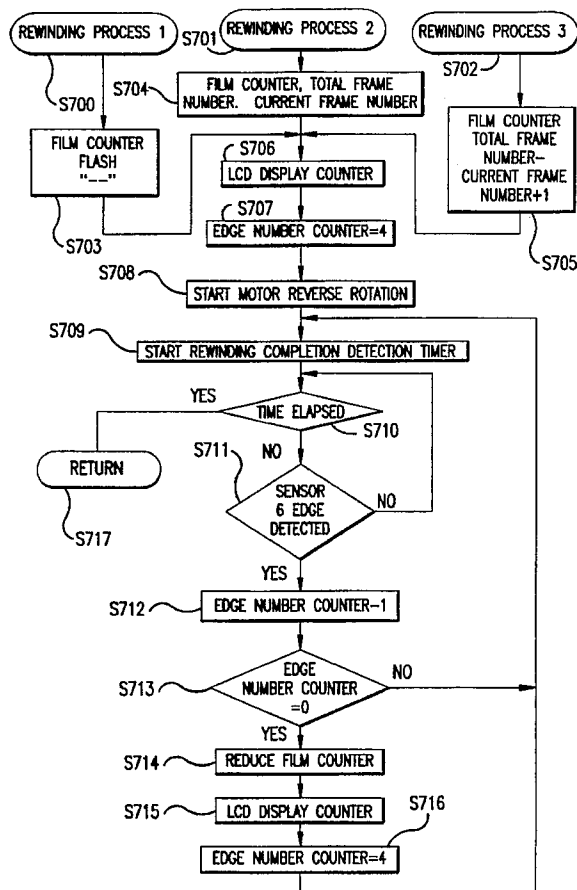 REWINDING PROCESS 1
REWINDING PROCESS 2
REWINDING PROCESS 3
S701
S700
S702
S704
FILM COUNTER, TOTAL FRAME
NUMBER. CURRENT FRAME NUMBER
FILM COUNTER
FLASH
"--"
S703
FILM COUNTER
TOTAL FRAME
NUMBER-
CURRENT FRAME
NUMBER+1
S705
S706
LCD DISPLAY COUNTER
S707
EDGE NUMBER COUNTER=4
S708
START MOTOR REVERSE ROTATION
S709
START REWINDING COMPLETION DETECTION TIMER
YES
TIME ELAPSED
S710
NO
RETURN
S717
S711
SENSOR
6 EDGE
DETECTED
NO
YES
S712
EDGE NUMBER COUNTER-1
S713
EDGE
NUMBER COUNTER
=0
NO
YES
S714
REDUCE FILM COUNTER
S715
LCD DISPLAY COUNTER
S716
EDGE NUMBER COUNTER=4